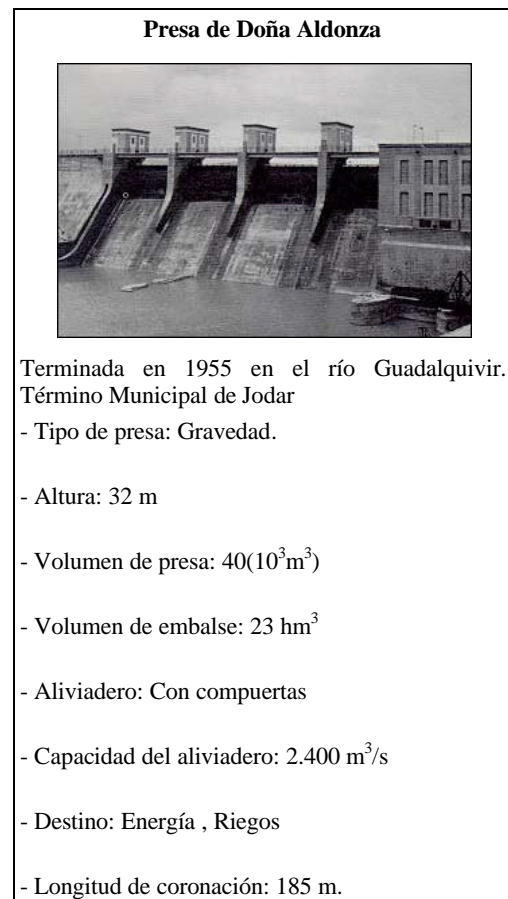 Presa de Doña Aldonza
Terminada en 1955 en el río Guadalquivir.
Término Municipal de Jodar
- Tipo de presa: Gravedad.
- Altura: 32 m
- Volumen de presa: 40(10³m³)
- Volumen de embalse: 23 hm³
- Aliviadero: Con compuertas
- Capacidad del aliviadero: 2.400 m³/s
- Destino: Energía , Riegos
- Longitud de coronación: 185 m.